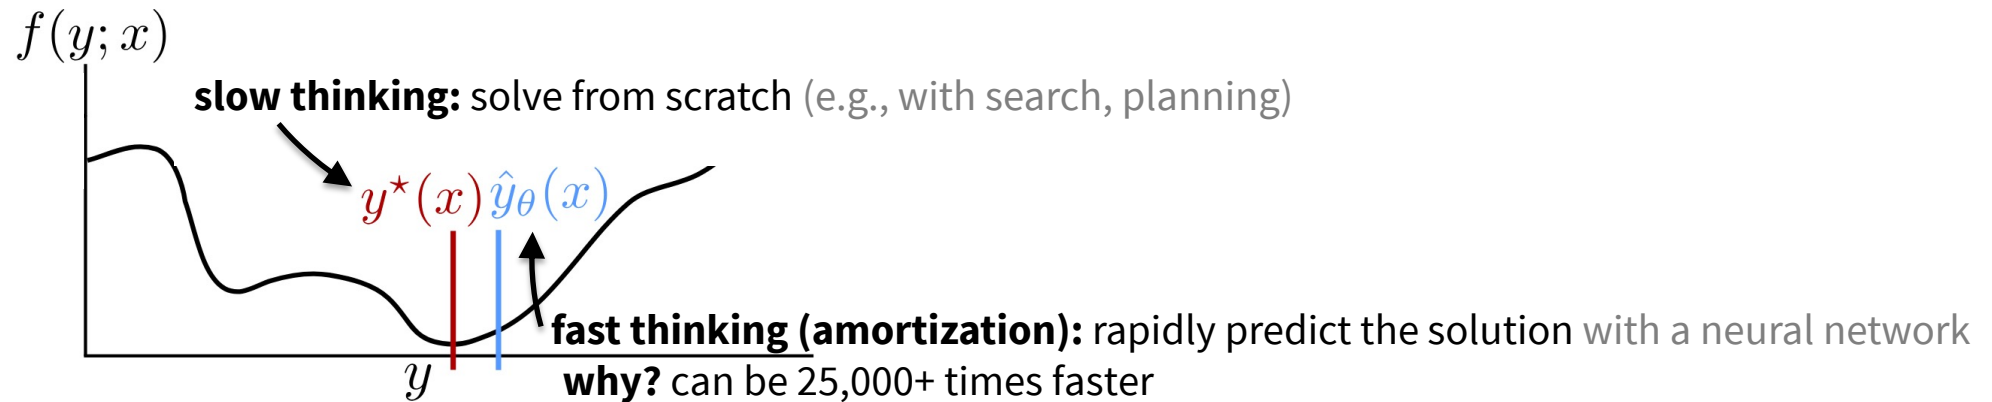 f(y; x)
slow thinking: solve from scratch (e.g., with search, planning)
y⋆(x) ŷθ(x)
fast thinking (amortization): rapidly predict the solution with a neural network
y
why? can be 25,000+ times faster